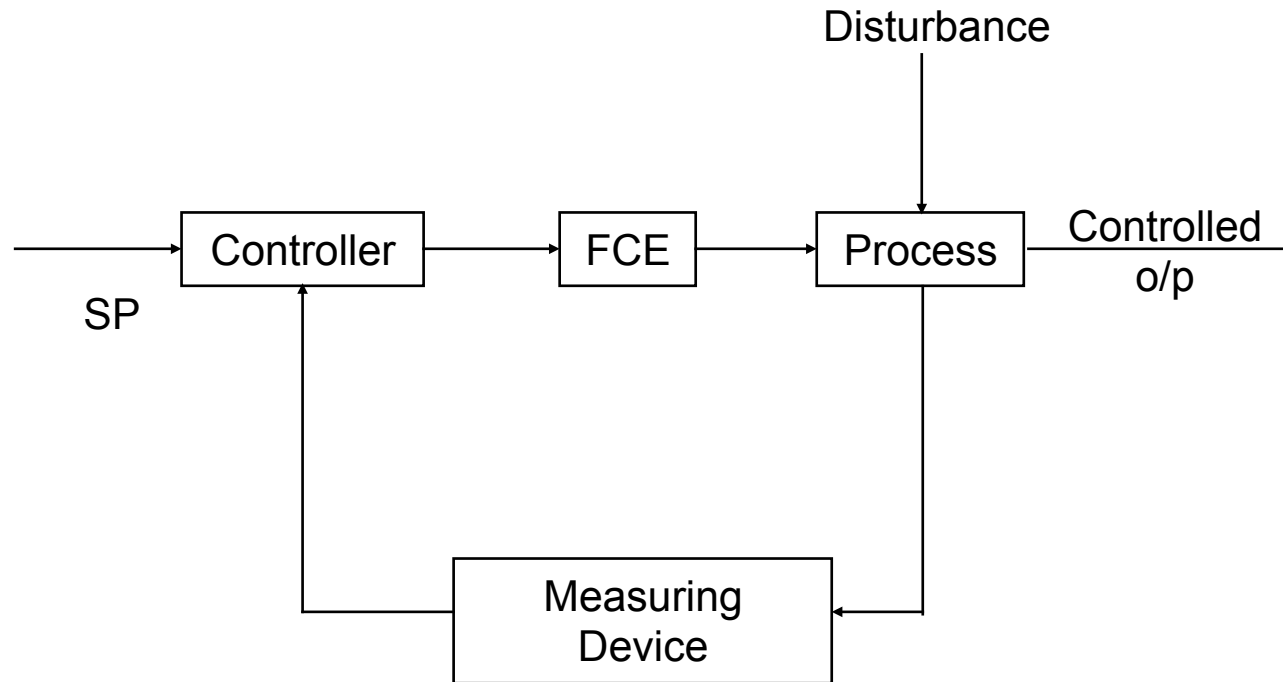 Disturbance
Controller
FCE
Process
Controlled
o/p
SP
Measuring
Device